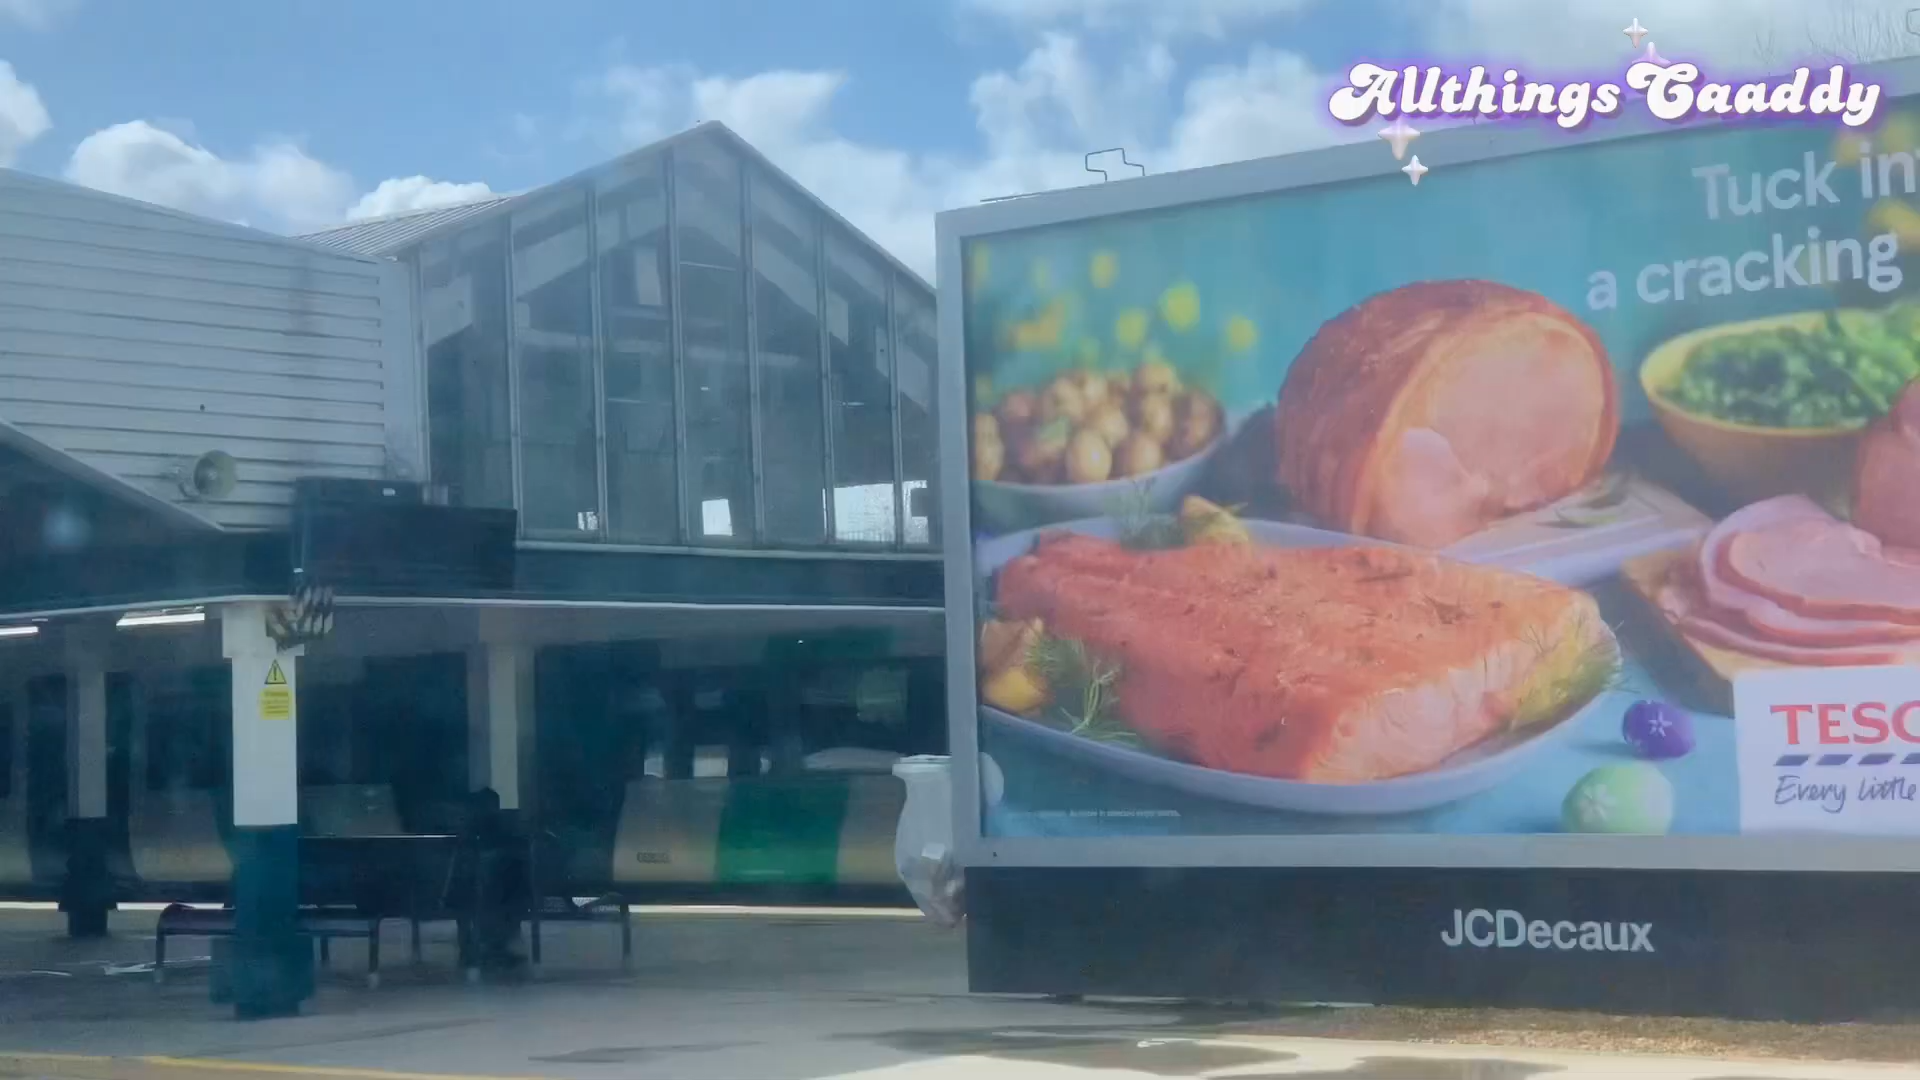 Allthings Caaddy
Tuck in
a cracking
TESC
Every little
JCDecaux